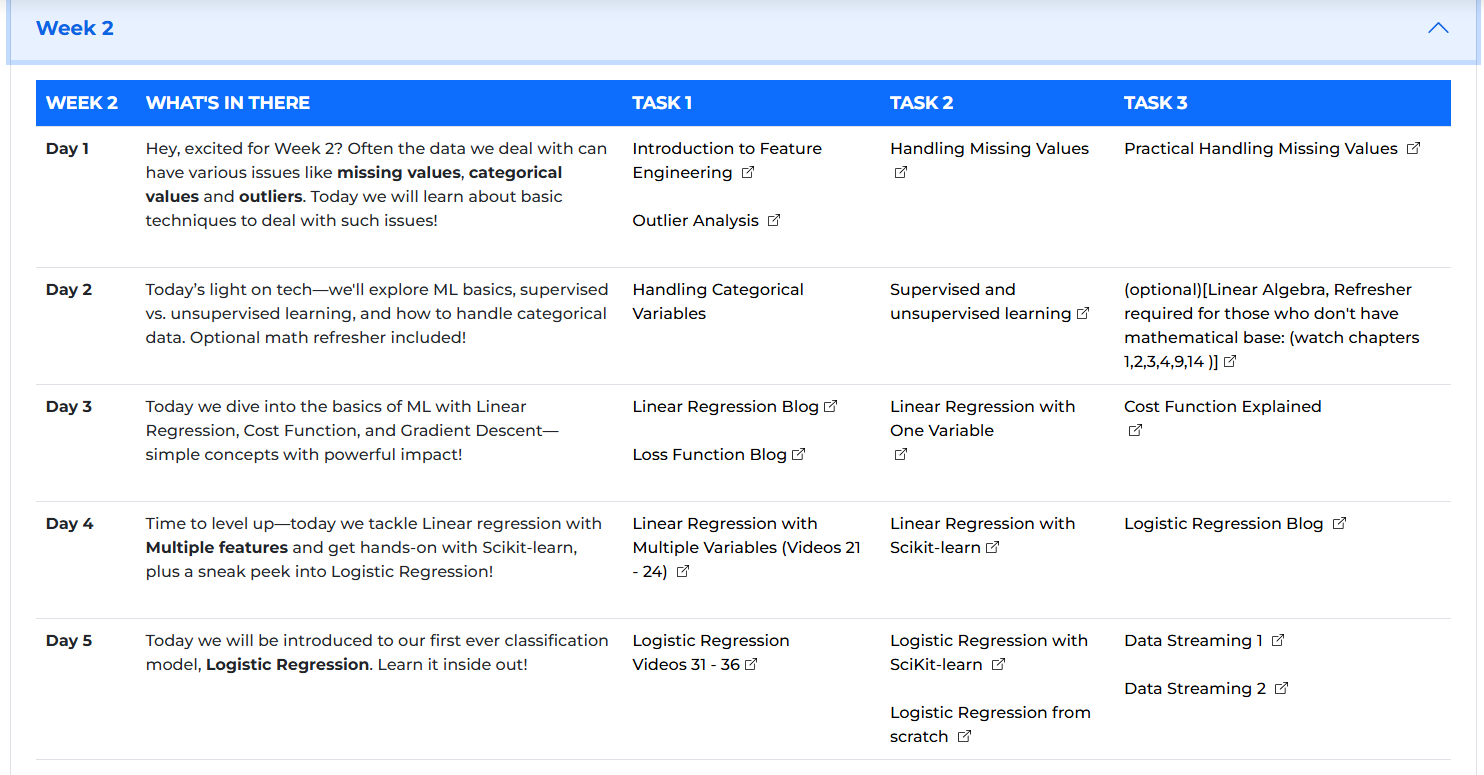 Week 2
WEEK 2 WHAT'S IN THERE TASK 1 TASK 2 TASK 3
Day 1
Hey, excited for Week 2? Often the data we deal with can
have various issues like missing values, categorical
values and outliers. Today we will learn about basic
techniques to deal with such issues!
Introduction to Feature
Engineering
Outlier Analysis
Handling Missing Values
Practical Handling Missing Values
Day 2
Today’s light on tech—we'll explore ML basics, supervised
vs. unsupervised learning, and how to handle categorical
data. Optional math refresher included!
Handling Categorical
Variables
Supervised and
unsupervised learning
(optional)[Linear Algebra, Refresher
required for those who don't have
mathematical base: (watch chapters
1,2,3,4,9,14 )]
Day 3
Today we dive into the basics of ML with Linear
Regression, Cost Function, and Gradient Descent—
simple concepts with powerful impact!
Linear Regression Blog
Loss Function Blog
Linear Regression with
One Variable
Cost Function Explained
Day 4
Time to level up—today we tackle Linear regression with
Multiple features and get hands-on with Scikit-learn,
plus a sneak peek into Logistic Regression!
Linear Regression with
Multiple Variables (Videos 21
- 24)
Linear Regression with
Scikit-learn
Logistic Regression Blog
Day 5
Today we will be introduced to our first ever classification
model, Logistic Regression. Learn it inside out!
Logistic Regression
Videos 31 - 36
Logistic Regression with
SciKit-learn
Logistic Regression from
scratch
Data Streaming 1
Data Streaming 2